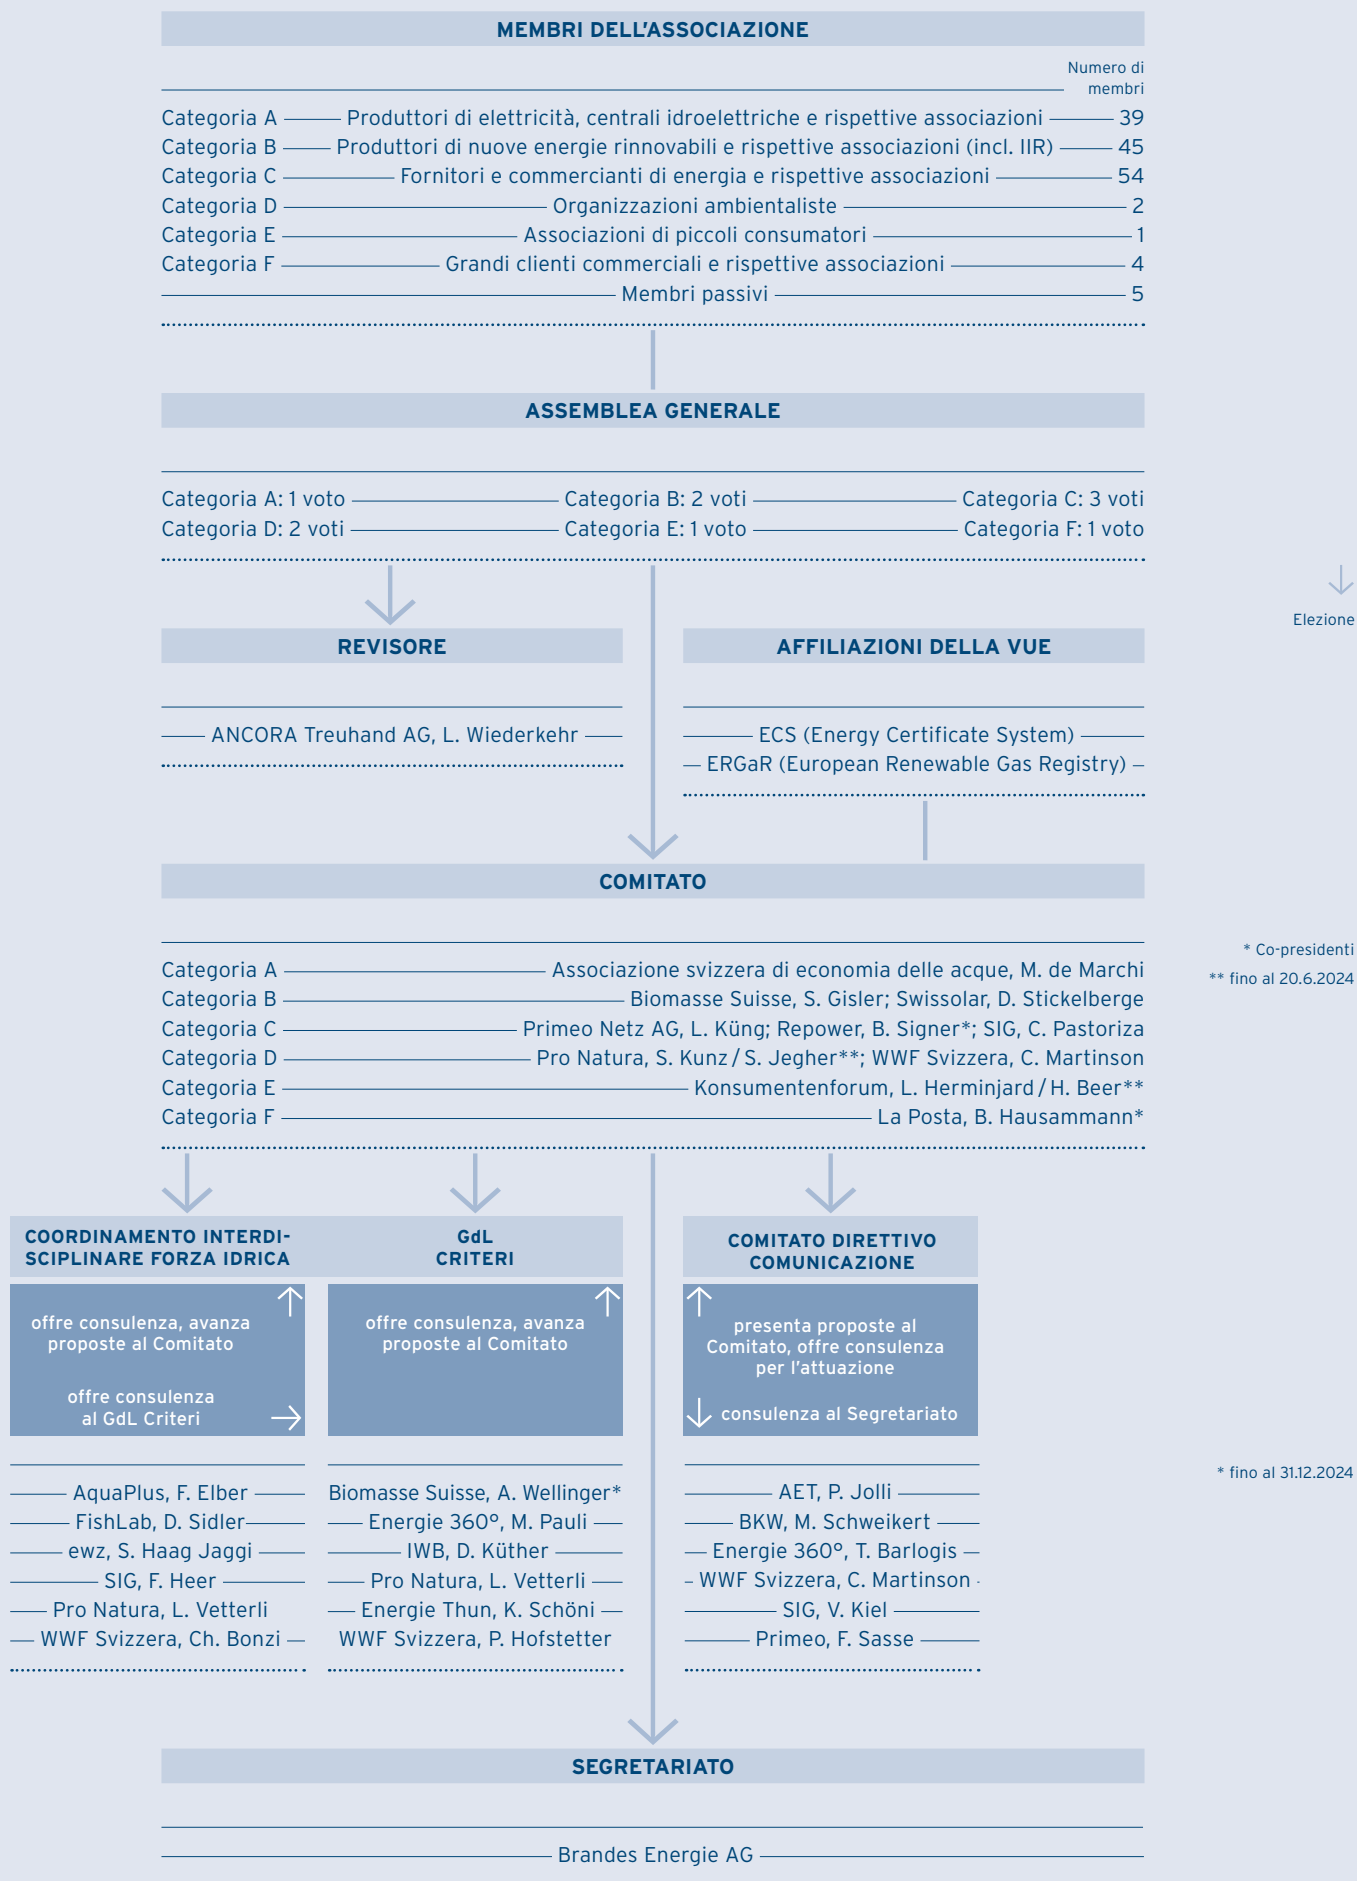 MEMBRI DELL'ASSOCIAZIONE
Numero di
membri
Categoria A Produttori di elettricità, centrali idroelettriche e rispettive associazioni 39
Categoria B Produttori di nuove energie rinnovabili e rispettive associazioni (incl. IIR) 45
Categoria C Fornitori e commercianti di energia e rispettive associazioni 54
Categoria D Organizzazioni ambientaliste 2
Categoria E Associazioni di piccoli consumatori 1
Categoria F Grandi clienti commerciali e rispettive associazioni 4
Membri passivi 5
ASSEMBLEA GENERALE
Categoria A: 1 voto Categoria B: 2 voti Categoria C: 3 voti
Categoria D: 2 voti Categoria E: 1 voto Categoria F: 1 voto
Elezione
REVISORE
ANCORA Treuhand AG, L. Wiederkehr
AFFILIAZIONI DELLA VUE
ECS (Energy Certificate System)
ERGaR (European Renewable Gas Registry)
COMITATO
* Co-presidenti
** fino al 20.6.2024
Categoria A Associazione svizzera di economia delle acque, M. de Marchi
Categoria B Biomasse Suisse, S. Gisler; Swissolar, D. Stickelberge
Categoria C Primeo Netz AG, L. Küng; Repower, B. Signer*; SIG, C. Pastoriza
Categoria D Pro Natura, S. Kunz / S. Jegher**; WWF Svizzera, C. Martinson
Categoria E Konsumentenforum, L. Herminjard / H. Beer**
Categoria F La Posta, B. Hausammann*
COORDINAMENTO INTERDI-
SCIPLINARE FORZA IDRICA
offre consulenza, avanza
proposte al Comitato
offre consulenza
al GdL Criteri
AquaPlus, F. Elber
FishLab, D. Sidler
ewz, S. Haag Jaggi
SIG, F. Heer
Pro Natura, L. Vetterli
WWF Svizzera, Ch. Bonzi
GdL
CRITERI
offre consulenza, avanza
proposte al Comitato
Biomasse Suisse, A. Wellinger*
Energie 360°, M. Pauli
IWB, D. Küther
Pro Natura, L. Vetterli
Energie Thun, K. Schöni
WWF Svizzera, P. Hofstetter
COMITATO DIRETTIVO
COMUNICAZIONE
presenta proposte al
Comitato, offre consulenza
per l'attuazione
consulenza al Segretariato
AET, P. Jolli
BKW, M. Schweikert
Energie 360°, T. Barlogis
WWF Svizzera, C. Martinson
SIG, V. Kiel
Primeo, F. Sasse
* fino al 31.12.2024
SEGRETARIATO
Brandes Energie AG